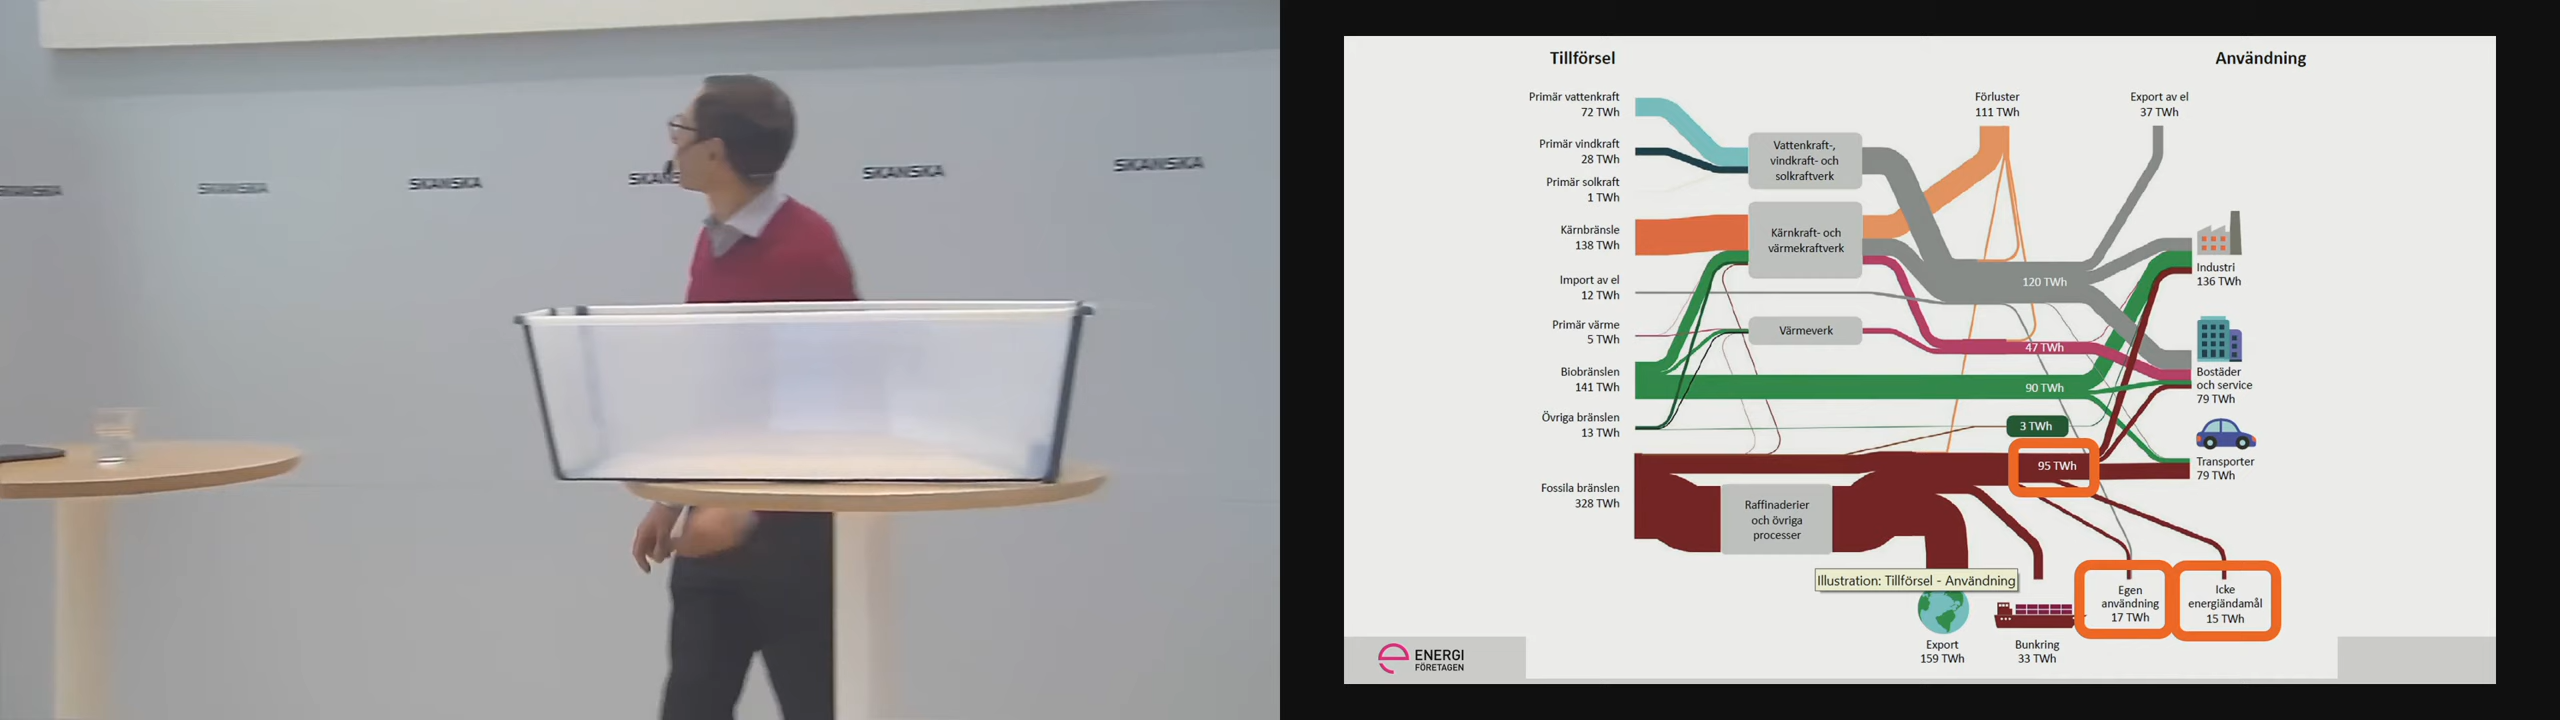 SKANSKA
SKANSKA
SKANSKA
SKANS
SKANSKA
SKANSKA
Tillförsel
Användning
Primär vattenkraft
72 TWh
Primär vindkraft
28 TWh
Primär solkraft
1 TWh
Kärnbränsle
138 TWh
Import av el
12 TWh
Primär värme
5 TWh
Biobränslen
141 TWh
Övriga bränslen
13 TWh
Fossila bränslen
328 TWh
Vattenkraft-,
vindkraft- och
solkraftverk
Kärnkraft- och
värmekraftverk
Värmeverk
Raffinaderier
och övriga
processer
Förluster
111 TWh
Export av el
37 TWh
120 TWh
47 TWh
90 TWh
3 TWh
95 TWh
Industri
136 TWh
Bostäder
och service
79 TWh
Transporter
79 TWh
Illustration: Tillförsel - Användning
Export
159 TWh
Bunkring
33 TWh
Egen
användning
17 TWh
Icke
energiändamål
15 TWh
ENERGI
FÖRETAGEN